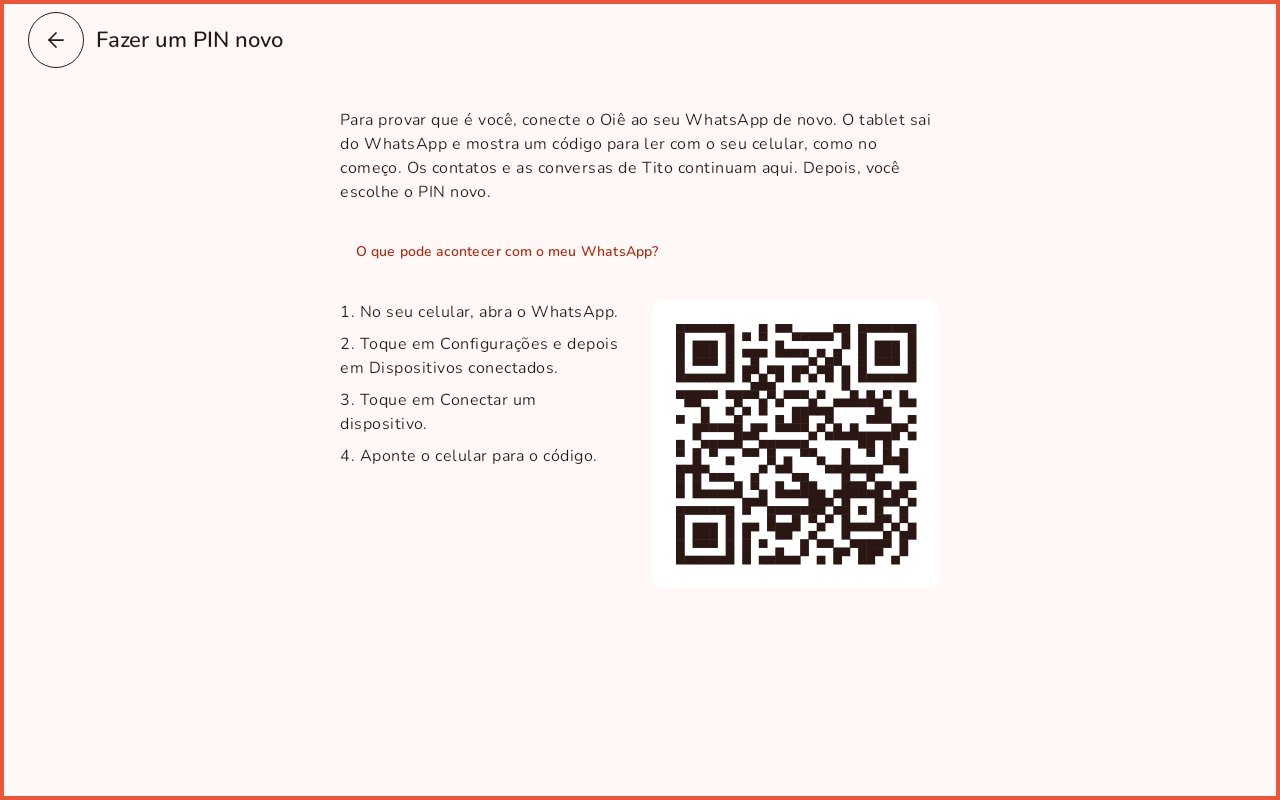 Fazer um PIN novo
Para provar que é você, conecte o Oiê ao seu WhatsApp de novo. O tablet sai
do WhatsApp e mostra um código para ler com o seu celular, como no
começo. Os contatos e as conversas de Tito continuam aqui. Depois, você
escolhe o PIN novo.
O que pode acontecer com o meu WhatsApp?
1. No seu celular, abra o WhatsApp.
2. Toque em Configurações e depois
em Dispositivos conectados.
3. Toque em Conectar um
dispositivo.
4. Aponte o celular para o código.